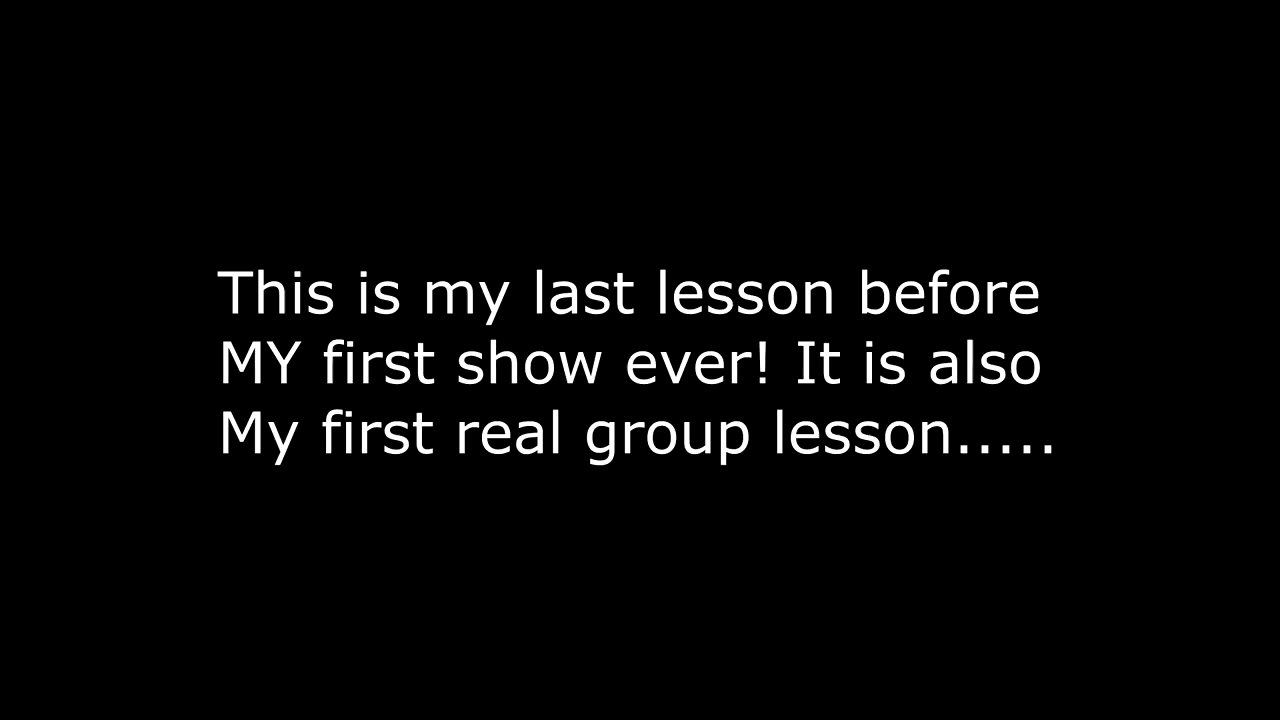 This is my last lesson before
MY first show ever! It is also
My first real group lesson.....